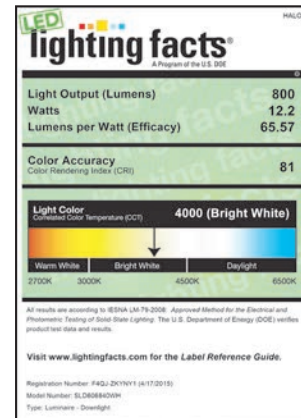 HALO
LED
lighting facts®
A Program of the U.S. DOE
Light Output (Lumens) 800
Watts 12.2
Lumens per Watt (Efficacy) 65.57
Color Accuracy
Color Rendering Index (CRI) 81
Light Color
Correlated Color Temperature (CCT) 4000 (Bright White)
Warm White Bright White Daylight
2700K 3000K 4500K 6500K
All results are according to IESNA LM-79-2008: Approved Method for the Electrical and
Photometric Testing of Solid-State Lighting. The U.S. Department of Energy (DOE) verifies
product test data and results.
Visit www.lightingfacts.com for the Label Reference Guide.
Registration Number: F4QJ-ZKYNY1 (4/17/2015)
Model Number: SLD606840WH
Type: Luminaire - Downlight